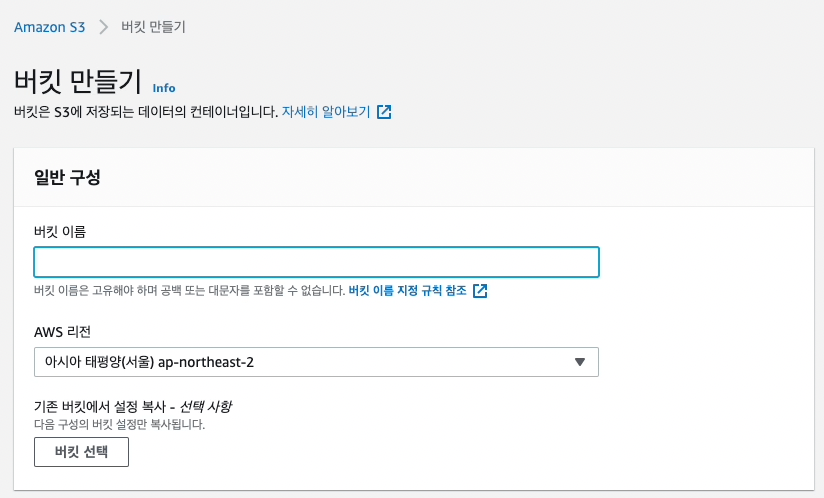 Amazon S3 > 버킷 만들기
버킷 만들기 Info
버킷은 S3에 저장되는 데이터의 컨테이너입니다. 자세히 알아보기
일반 구성
버킷 이름
버킷 이름은 고유해야 하며 공백 또는 대문자를 포함할 수 없습니다. 버킷 이름 지정 규칙 참조
AWS 리전
아시아 태평양(서울) ap-northeast-2
기존 버킷에서 설정 복사 - 선택 사항
다음 구성의 버킷 설정만 복사됩니다.
버킷 선택